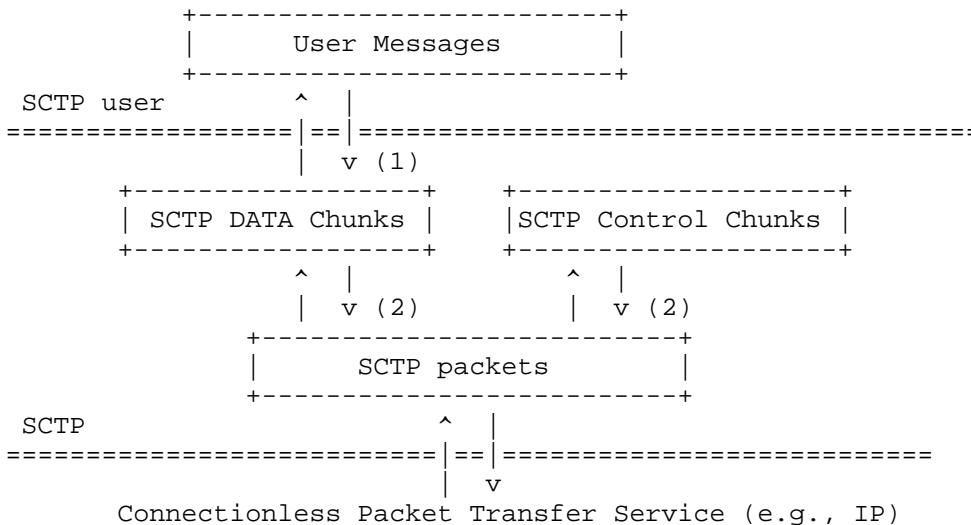 User Messages
SCTP user
(1)
SCTP DATA Chunks SCTP Control Chunks
(2) (2)
SCTP packets
SCTP
Connectionless Packet Transfer Service (e.g., IP)